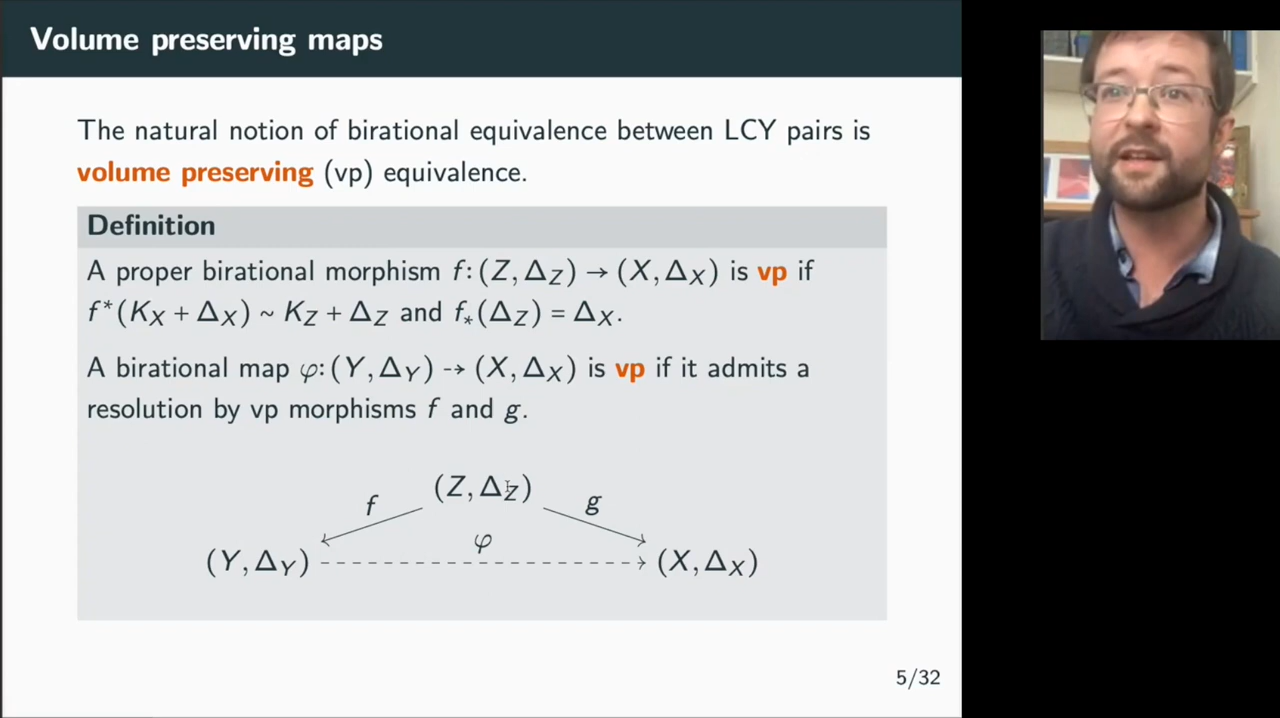 Volume preserving maps
The natural notion of birational equivalence between LCY pairs is
volume preserving (vp) equivalence.
Definition
A proper birational morphism f: (Z, Δ_Z) → (X, Δ_X) is vp if
f*(K_X + Δ_X) ~ K_Z + Δ_Z and f_*(Δ_Z) = Δ_X.
A birational map φ: (Y, Δ_Y) ⇢ (X, Δ_X) is vp if it admits a
resolution by vp morphisms f and g.
(Z, Δ_Z)
f g
φ
(Y, Δ_Y) (X, Δ_X)
5/32